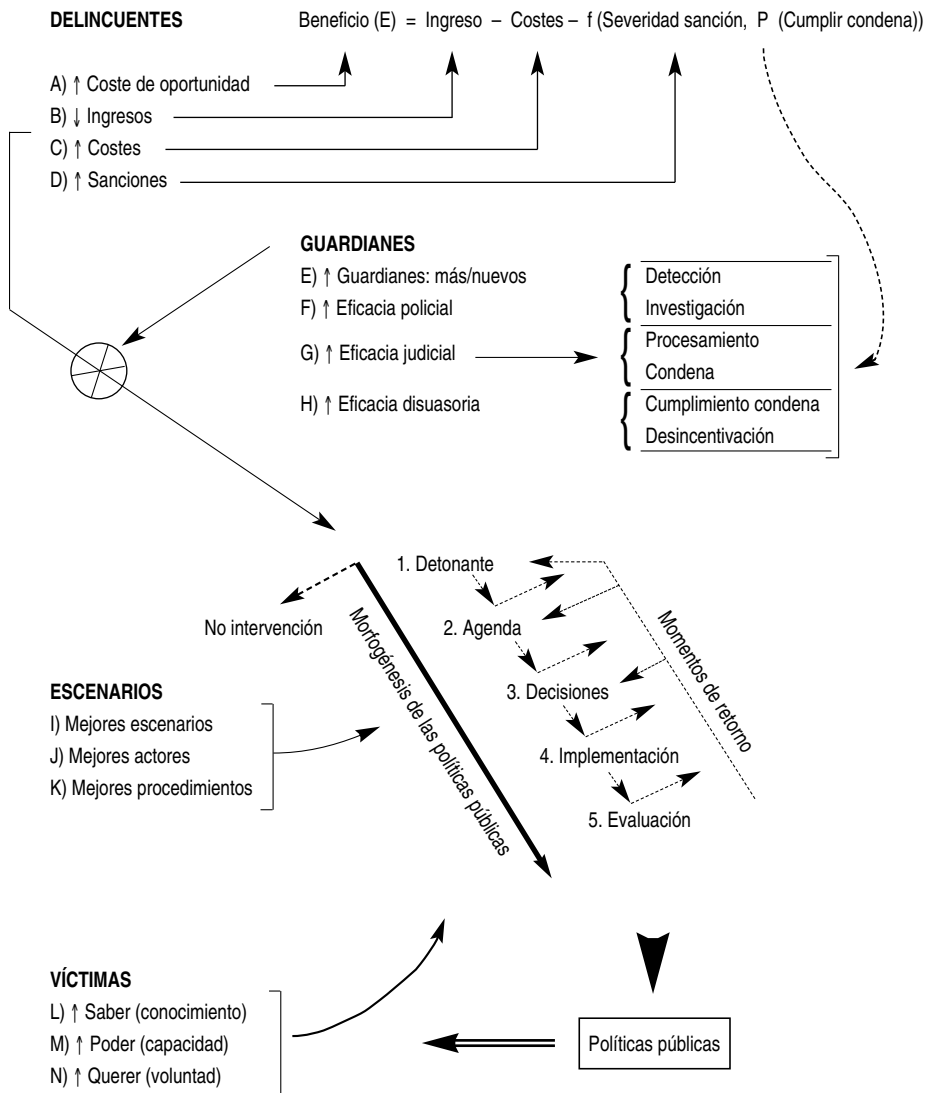 DELINCUENTES Beneficio (E) = Ingreso – Costes – f (Severidad sanción, P (Cumplir condena))
A) ↑ Coste de oportunidad
B) ↓ Ingresos
C) ↑ Costes
D) ↑ Sanciones
GUARDIANES
E) ↑ Guardianes: más/nuevos
F) ↑ Eficacia policial
G) ↑ Eficacia judicial
H) ↑ Eficacia disuasoria
Detección
Investigación
Procesamiento
Condena
Cumplimiento condena
Desincentivación
No intervención
Morfogénesis de las políticas públicas
1. Detonante
2. Agenda
3. Decisiones
4. Implementación
5. Evaluación
Momentos de retorno
ESCENARIOS
I) Mejores escenarios
J) Mejores actores
K) Mejores procedimientos
VÍCTIMAS
L) ↑ Saber (conocimiento)
M) ↑ Poder (capacidad)
N) ↑ Querer (voluntad)
Políticas públicas